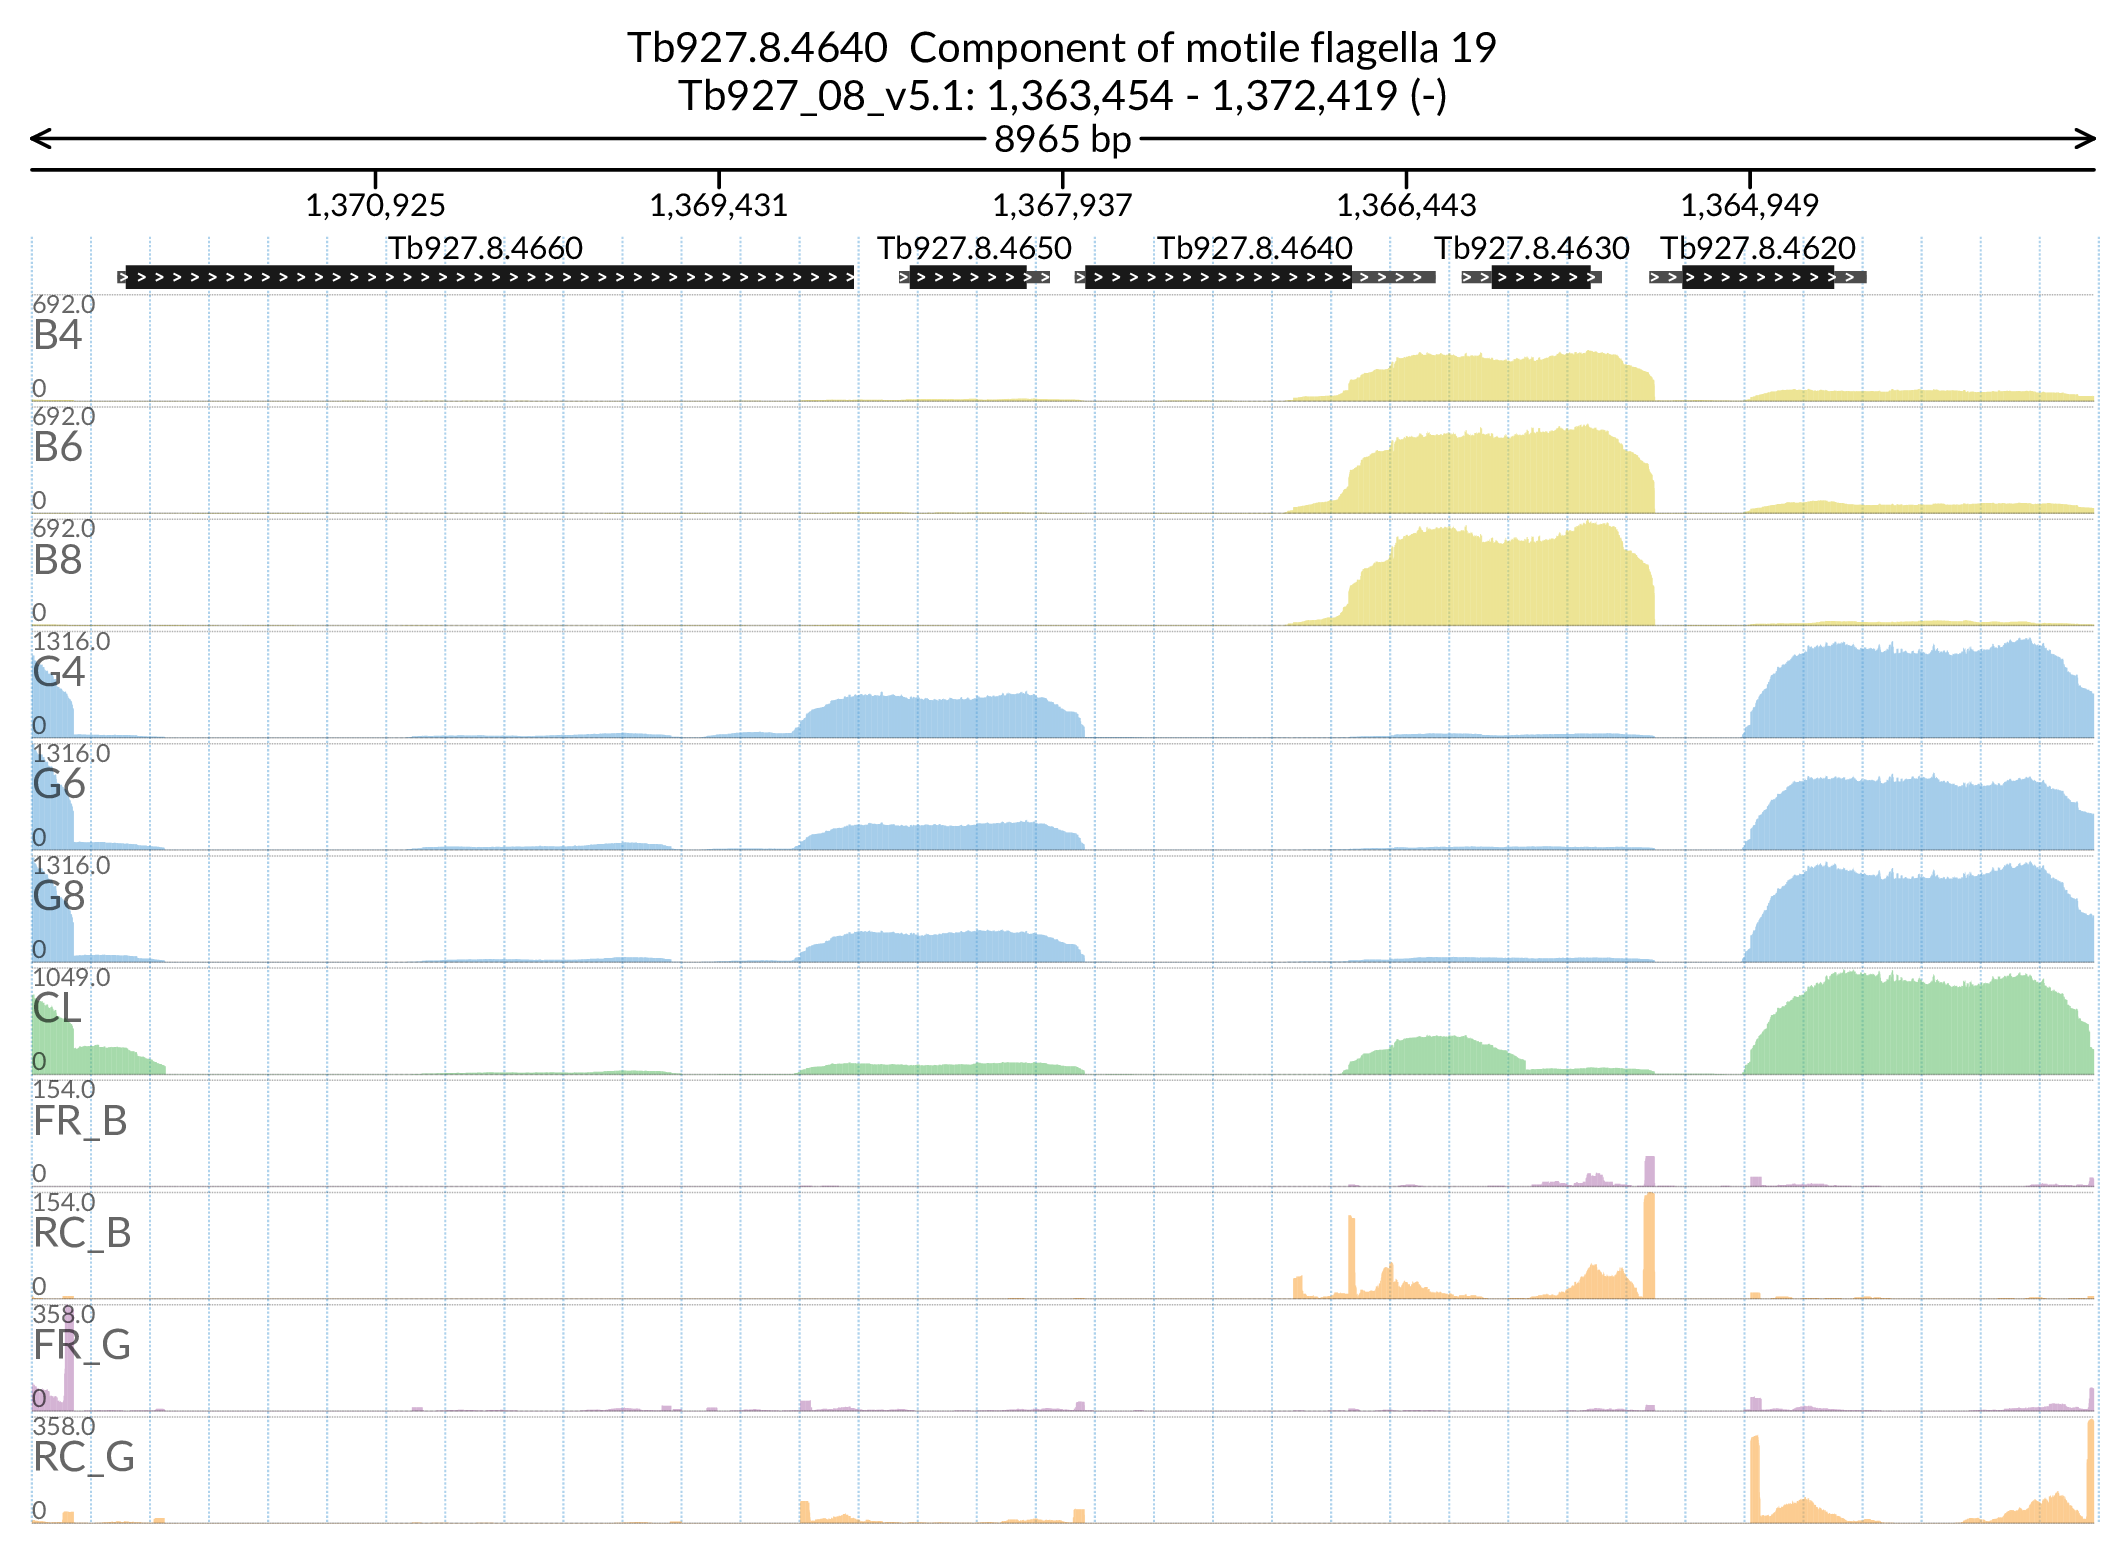 Tb927.8.4640 Component of motile flagella 19
Tb927_08_v5.1: 1,363,454 - 1,372,419 (-)
8965 bp
1,370,925 1,369,431 1,367,937 1,366,443 1,364,949
Tb927.8.4660 Tb927.8.4650 Tb927.8.4640 Tb927.8.4630 Tb927.8.4620
692.0
B4
0
692.0
B6
0
692.0
B8
0
1316.0
G4
0
1316.0
G6
0
1316.0
G8
0
1049.0
CL
0
154.0
FR_B
0
154.0
RC_B
0
358.0
FR_G
0
358.0
RC_G
0